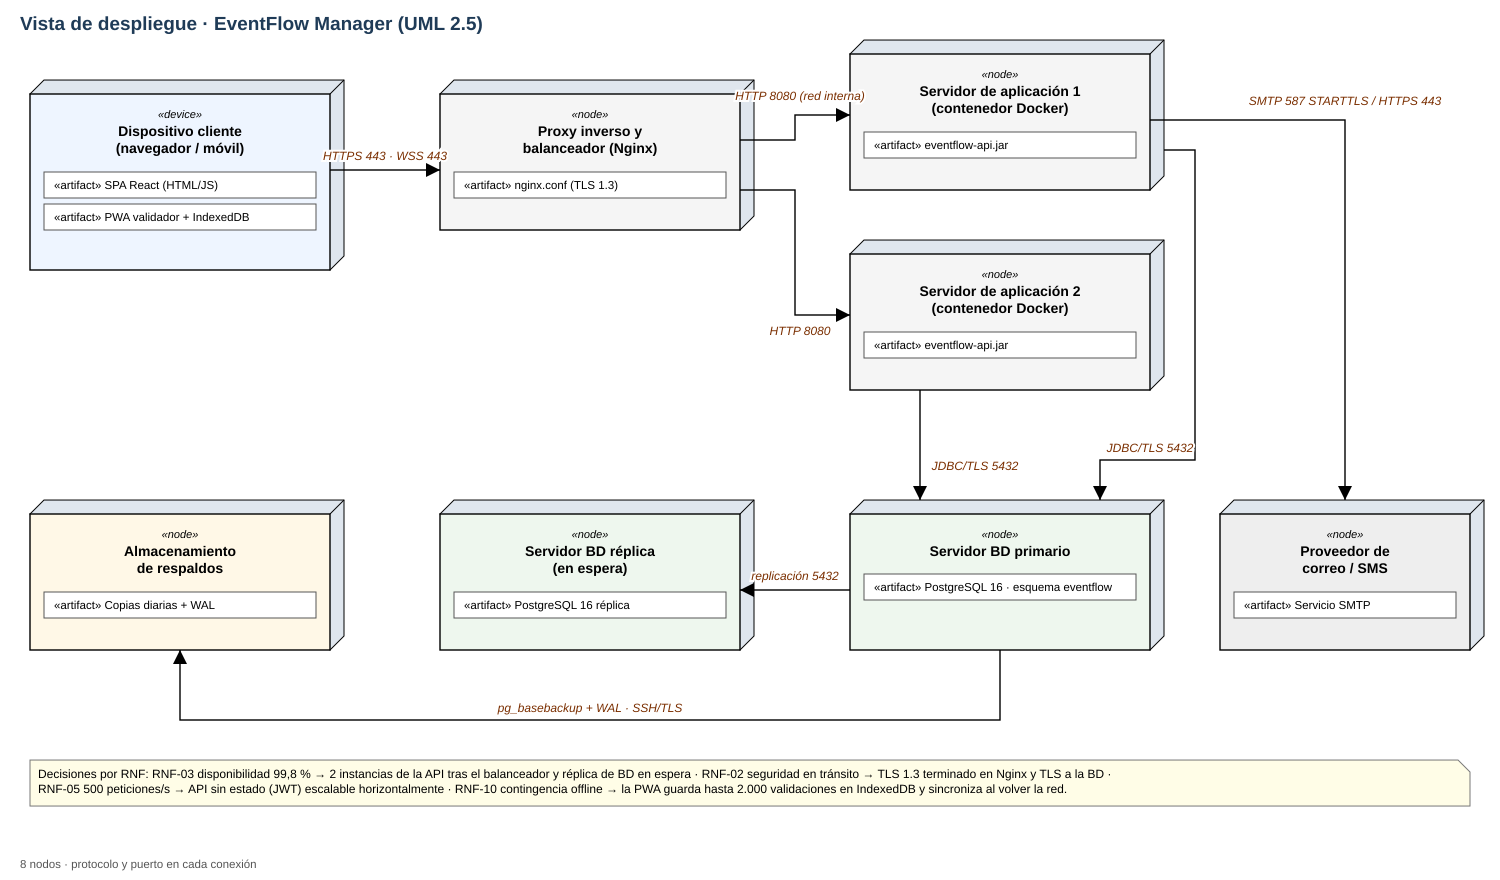 Vista de despliegue · EventFlow Manager (UML 2.5)
«device»
Dispositivo cliente
(navegador / móvil)
«artifact» SPA React (HTML/JS)
«artifact» PWA validador + IndexedDB
HTTPS 443 · WSS 443
«node»
Proxy inverso y
balanceador (Nginx)
«artifact» nginx.conf (TLS 1.3)
HTTP 8080 (red interna)
«node»
Servidor de aplicación 1
(contenedor Docker)
«artifact» eventflow-api.jar
SMTP 587 STARTTLS / HTTPS 443
HTTP 8080
«node»
Servidor de aplicación 2
(contenedor Docker)
«artifact» eventflow-api.jar
JDBC/TLS 5432
JDBC/TLS 5432
«node»
Almacenamiento
de respaldos
«artifact» Copias diarias + WAL
«node»
Servidor BD réplica
(en espera)
«artifact» PostgreSQL 16 réplica
replicación 5432
«node»
Servidor BD primario
«artifact» PostgreSQL 16 · esquema eventflow
«node»
Proveedor de
correo / SMS
«artifact» Servicio SMTP
pg_basebackup + WAL · SSH/TLS
Decisiones por RNF: RNF-03 disponibilidad 99,8 % → 2 instancias de la API tras el balanceador y réplica de BD en espera · RNF-02 seguridad en tránsito → TLS 1.3 terminado en Nginx y TLS a la BD ·
RNF-05 500 peticiones/s → API sin estado (JWT) escalable horizontalmente · RNF-10 contingencia offline → la PWA guarda hasta 2.000 validaciones en IndexedDB y sincroniza al volver la red.
8 nodos · protocolo y puerto en cada conexión